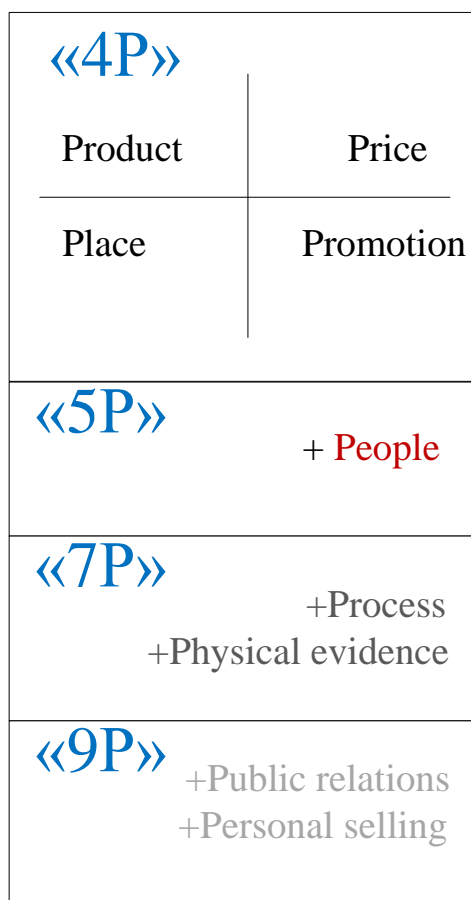 «4P»
Product Price
Place Promotion
«5P»
+ People
«7P»
+Process
+Physical evidence
«9P»
+Public relations
+Personal selling